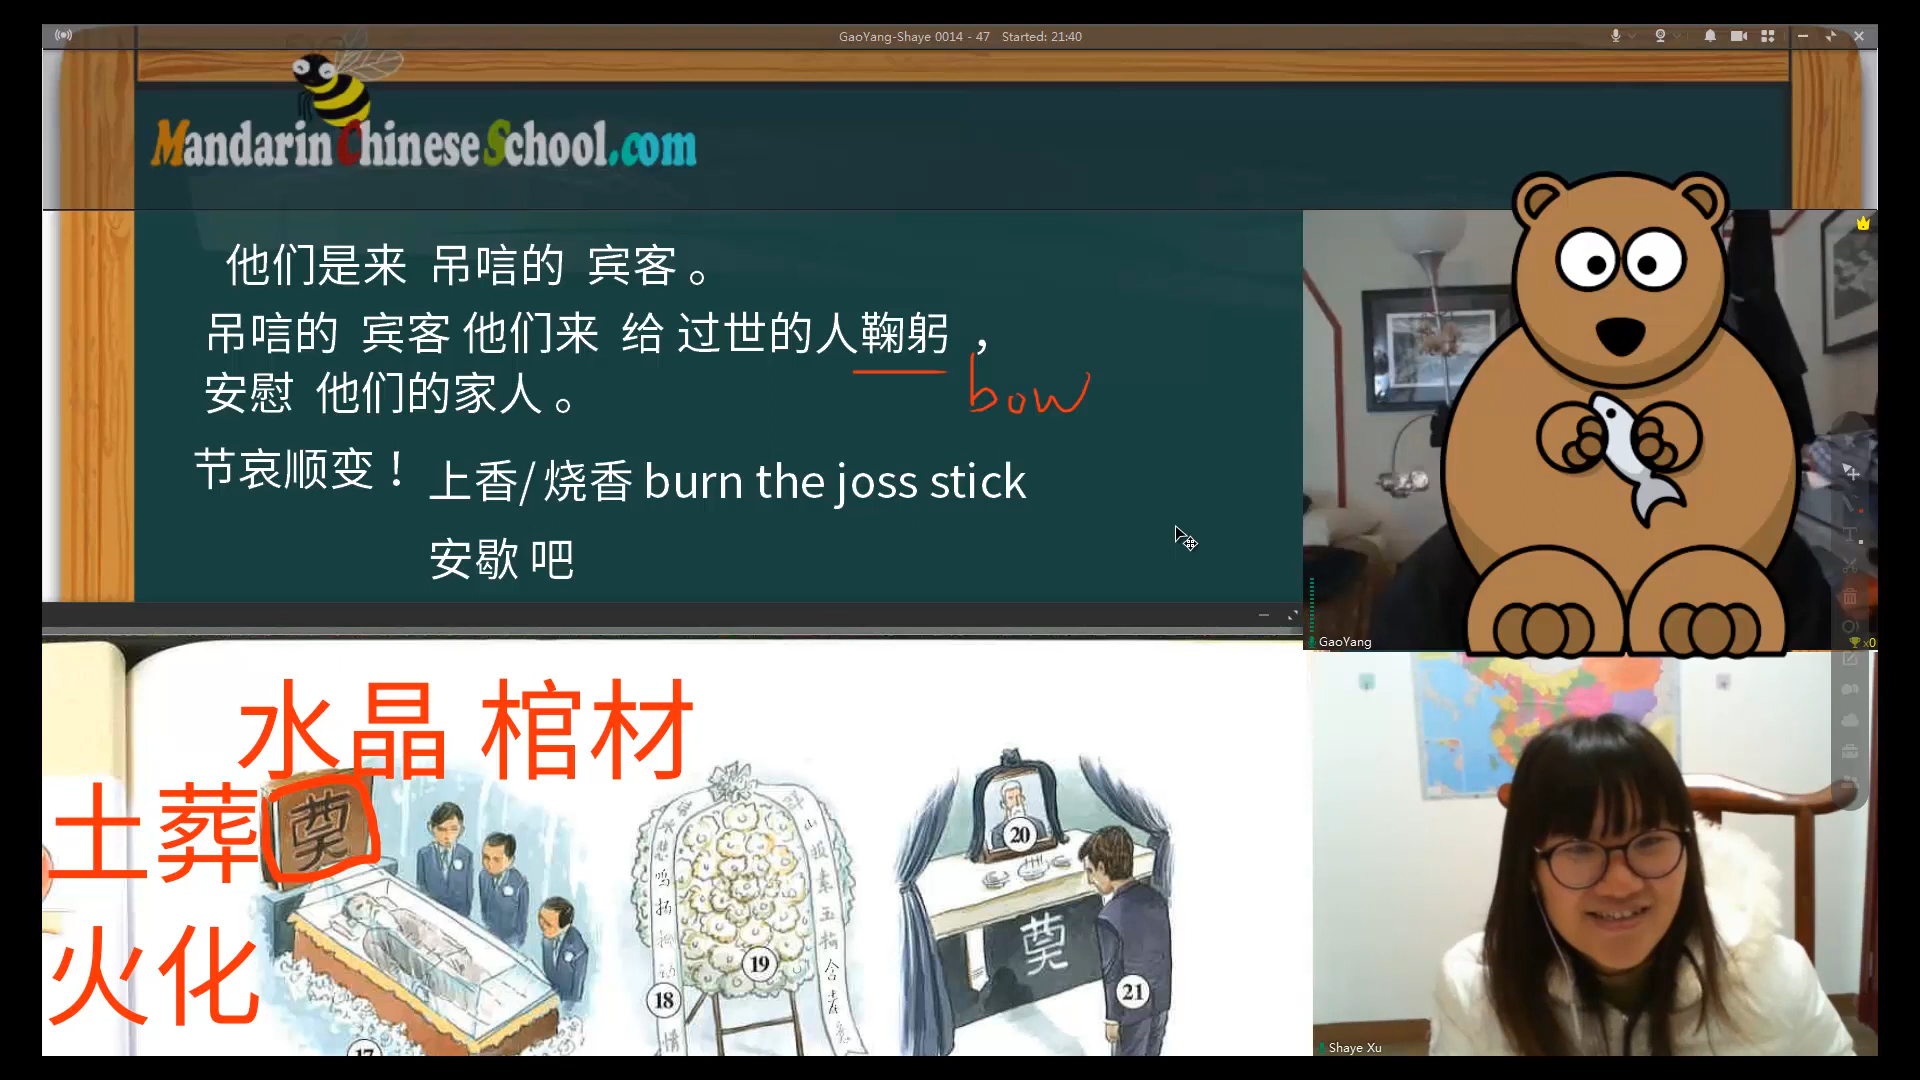 GaoYang-Shaye 0014 - 47 Started: 21:40
MandarinChineseSchool.com
他们是来 吊唁的 宾客。
吊唁的 宾客 他们来 给 过世的人鞠躬 ，
bow
安慰 他们的家人。
节哀顺变！
上香/烧香 burn the joss stick
安歇 吧
GaoYang
x0
水晶 棺材
土葬
奠
火化
17
18
19
20
奠
21
Shaye Xu